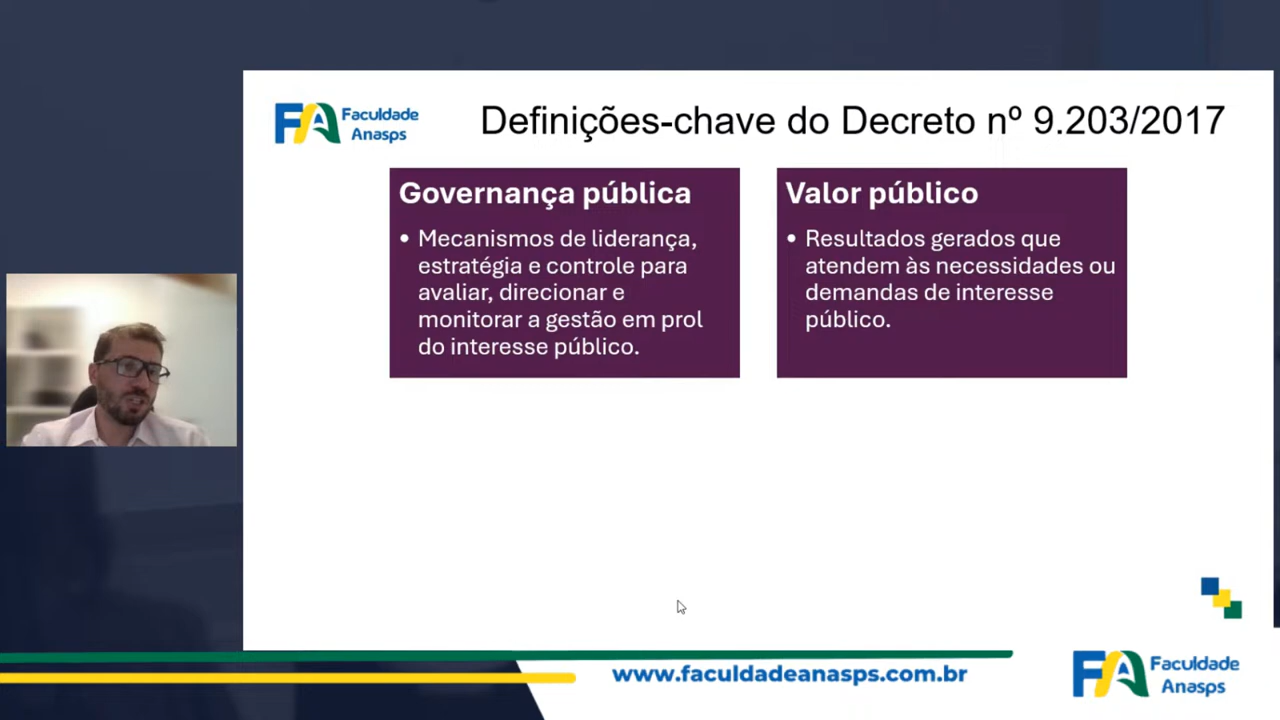 FA Faculdade
Anasps
Definições-chave do Decreto nº 9.203/2017
Governança pública
• Mecanismos de liderança,
estratégia e controle para
avaliar, direcionar e
monitorar a gestão em prol
do interesse público.
Valor público
• Resultados gerados que
atendem às necessidades ou
demandas de interesse
público.
www.faculdadeanasps.com.br
FA Faculdade
Anasps